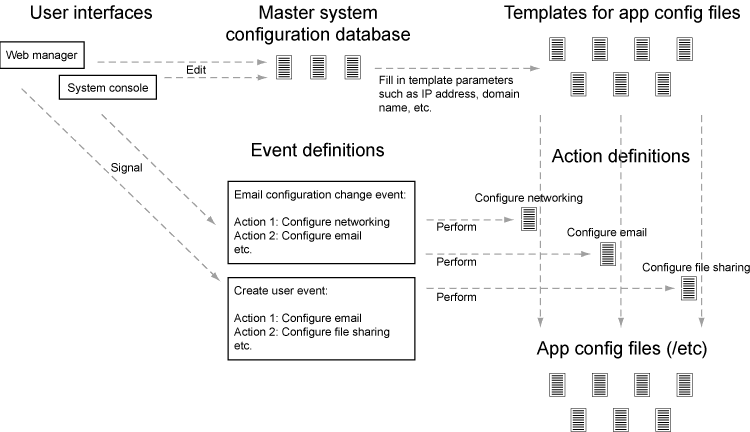 User interfaces
Master system
configuration database
Templates for app config files
Web manager
System console
Edit
Fill in template parameters
such as IP address, domain
name, etc.
Signal
Event definitions
Action definitions
Email configuration change event:
Action 1: Configure networking
Action 2: Configure email
etc.
Create user event:
Action 1: Configure email
Action 2: Configure file sharing
etc.
Perform
Configure networking
Perform
Configure email
Perform
Configure file sharing
App config files (/etc)